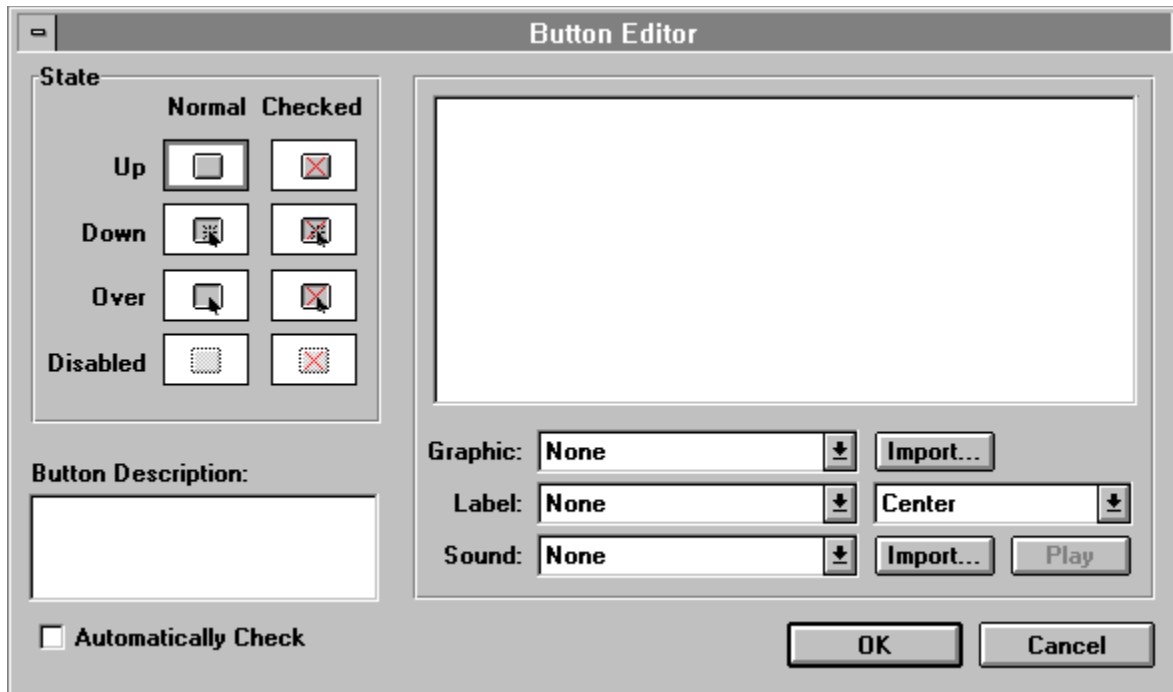 Button Editor
State
Normal Checked
Up
Down
Over
Disabled
Button Description:
Automatically Check
Graphic: None Import...
Label: None Center
Sound: None Import... Play
OK Cancel